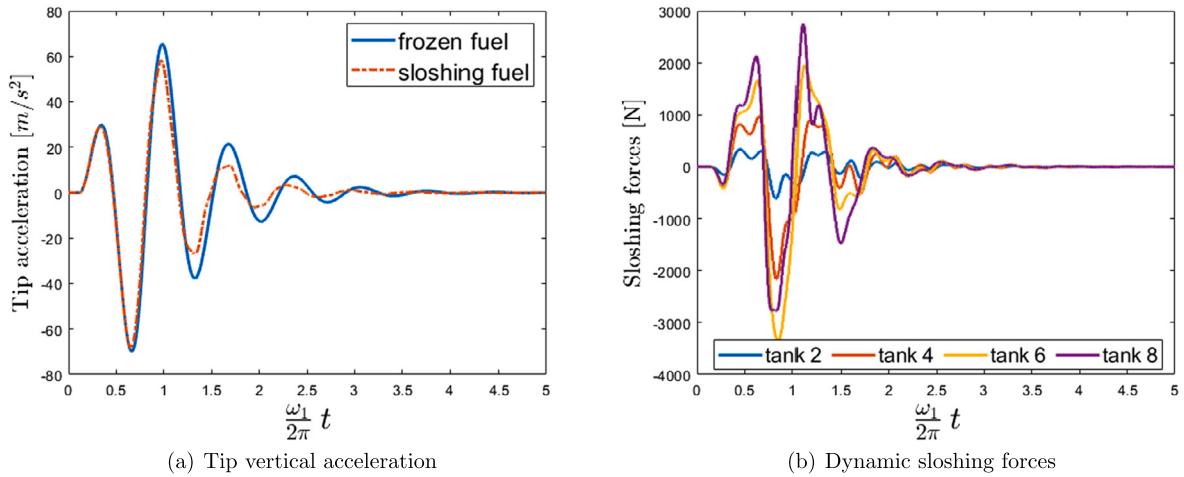 80
60
40
20
0
-20
-40
-60
-80
Tip acceleration [m/s²]
frozen fuel
sloshing fuel
0 0.5 1 1.5 2 2.5 3 3.5 4 4.5 5
ω₁/2π t
(a) Tip vertical acceleration
3000
2000
1000
0
-1000
-2000
-3000
-4000
Sloshing forces [N]
tank 2 tank 4 tank 6 tank 8
0 0.5 1 1.5 2 2.5 3 3.5 4 4.5 5
ω₁/2π t
(b) Dynamic sloshing forces